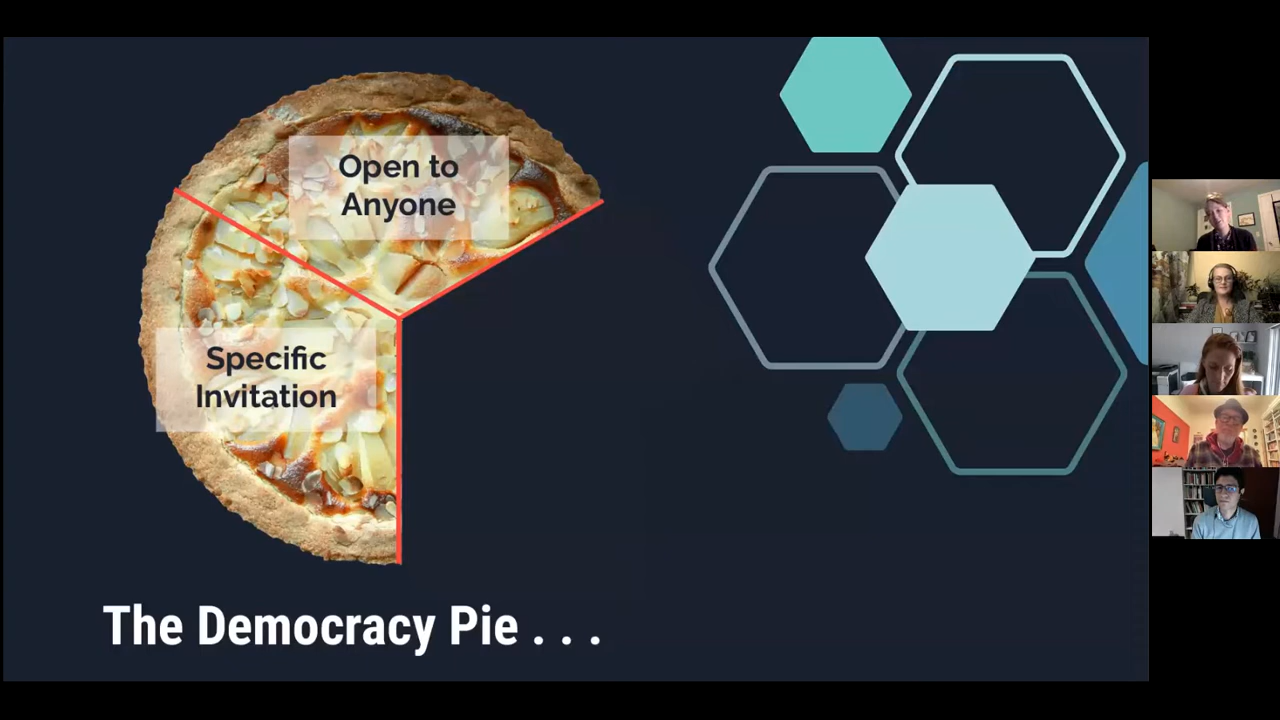 Open to
Anyone
Specific
Invitation
The Democracy Pie . . .